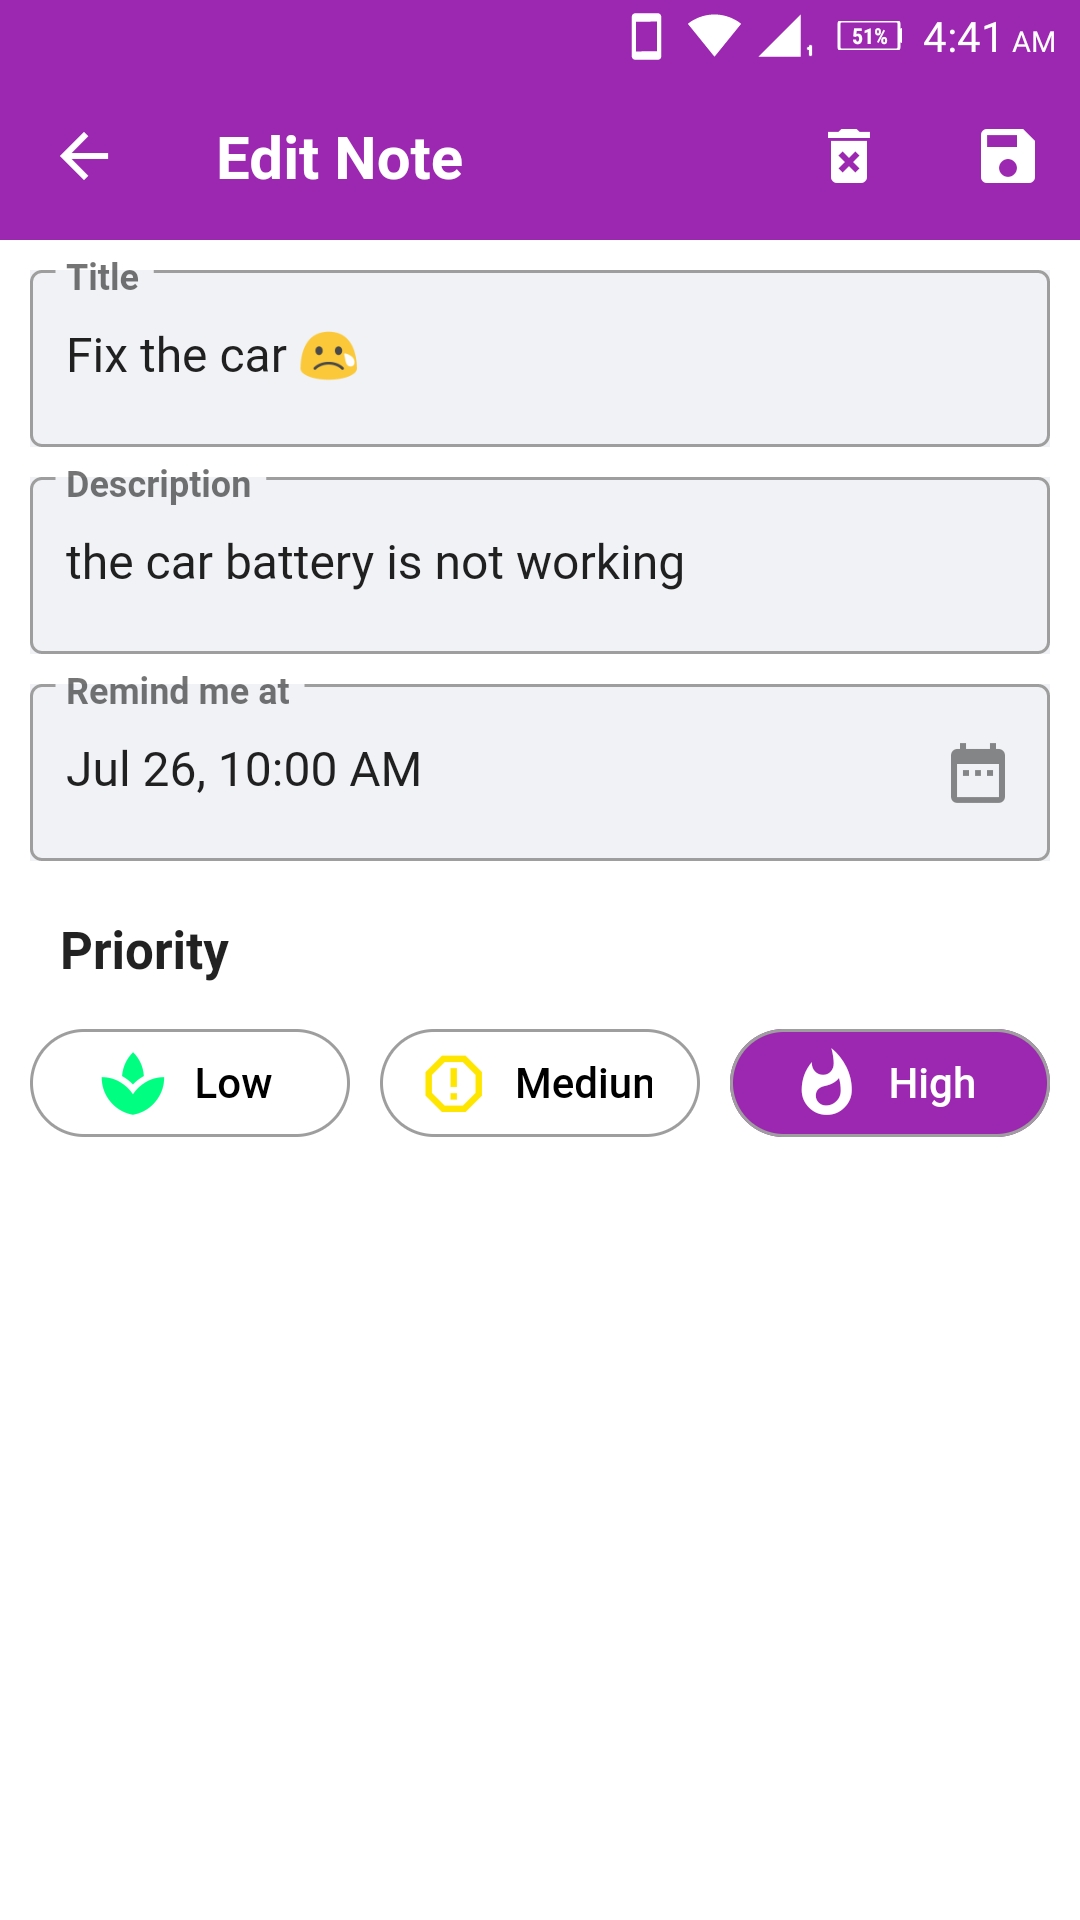 51% 4:41 AM
Edit Note
Title
Fix the car 😢
Description
the car battery is not working
Remind me at
Jul 26, 10:00 AM
Priority
Low Mediun High